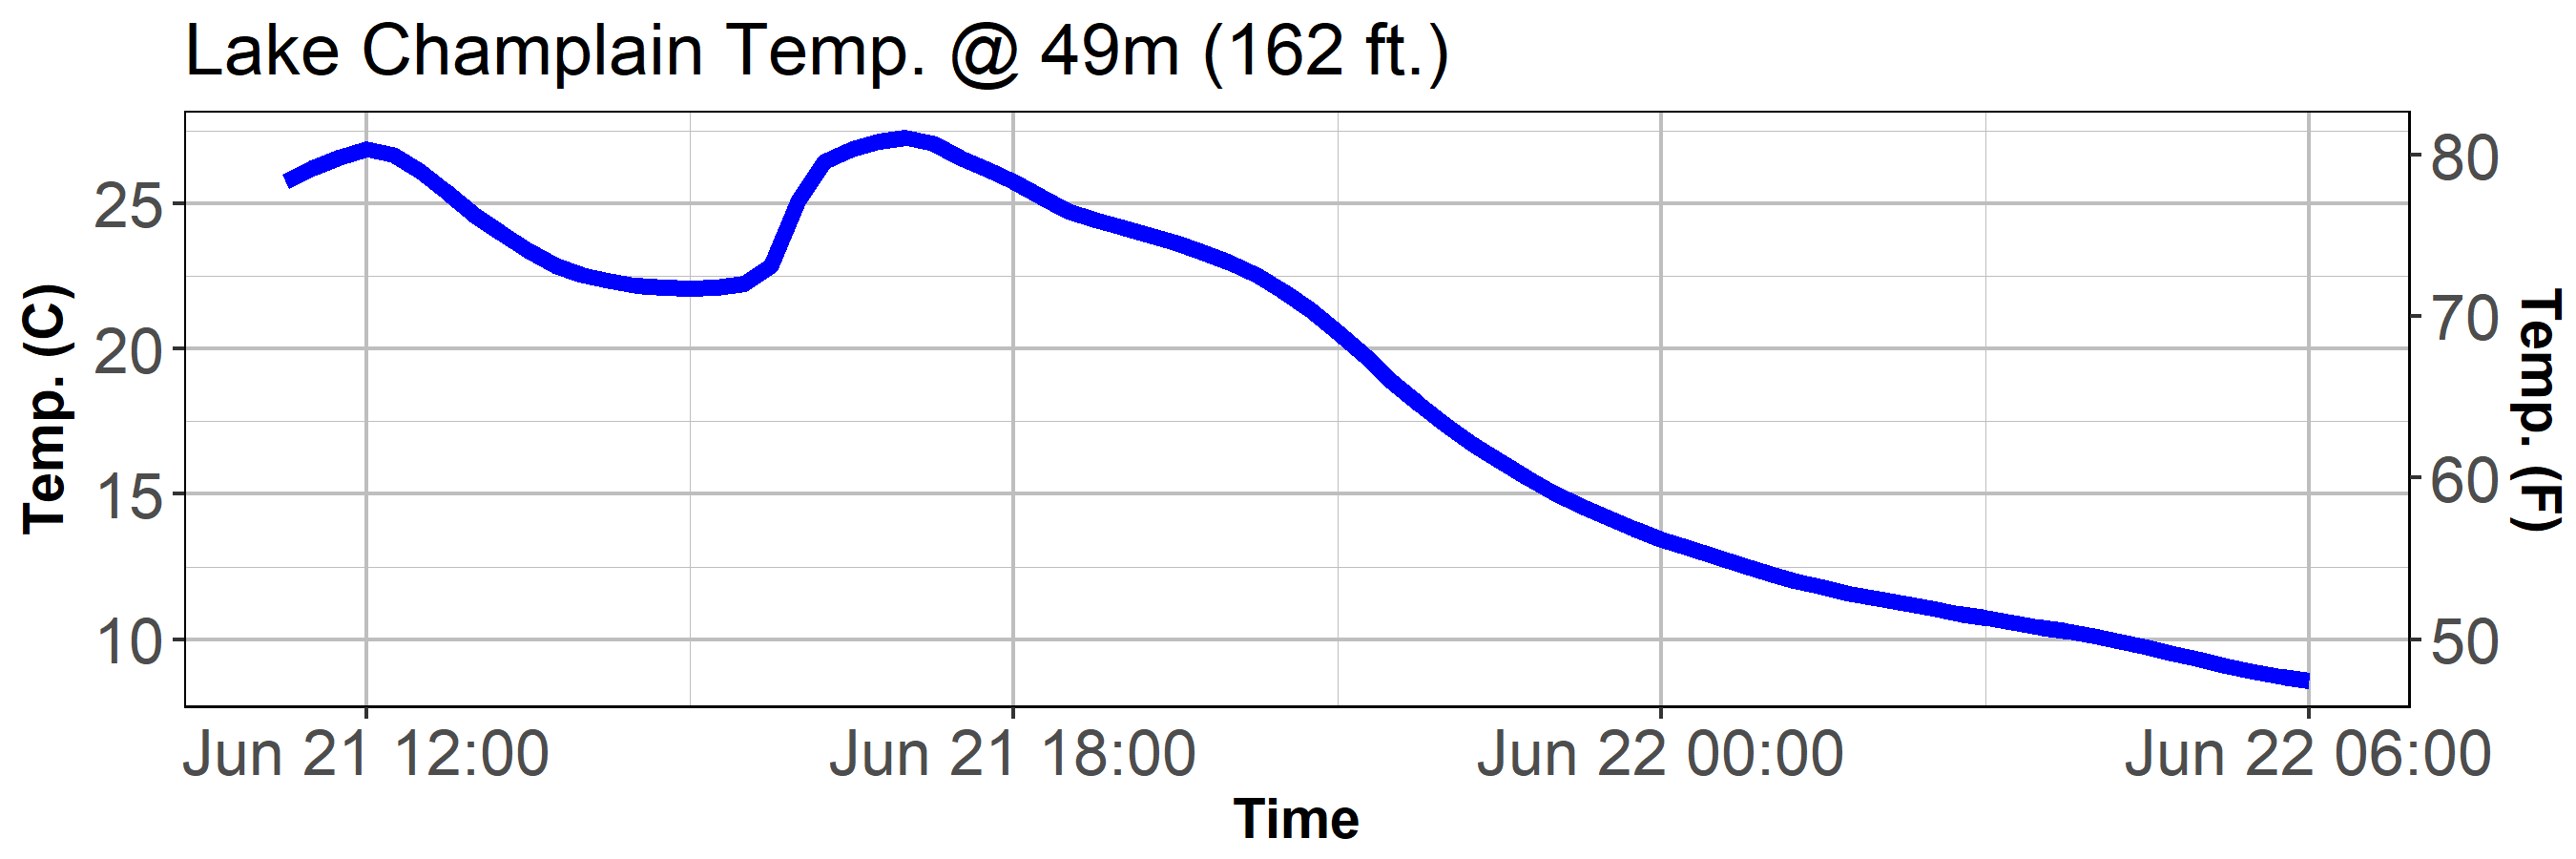 Lake Champlain Temp. @ 49m (162 ft.)
Temp. (C)
25
20
15
10
80
70
60
50
Temp. (F)
Jun 21 12:00
Jun 21 18:00
Jun 22 00:00
Jun 22 06:00
Time